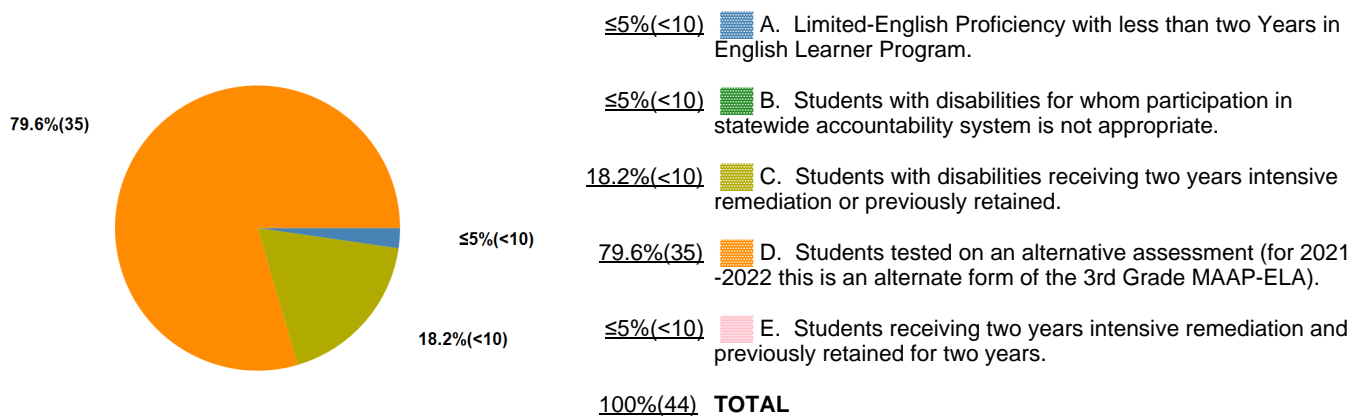 79.6%(35)
≤5%(<10)
18.2%(<10)
≤5%(<10) A. Limited-English Proficiency with less than two Years in
English Learner Program.
≤5%(<10) B. Students with disabilities for whom participation in
statewide accountability system is not appropriate.
18.2%(<10) C. Students with disabilities receiving two years intensive
remediation or previously retained.
79.6%(35) D. Students tested on an alternative assessment (for 2021
-2022 this is an alternate form of the 3rd Grade MAAP-ELA).
≤5%(<10) E. Students receiving two years intensive remediation and
previously retained for two years.
100%(44) TOTAL